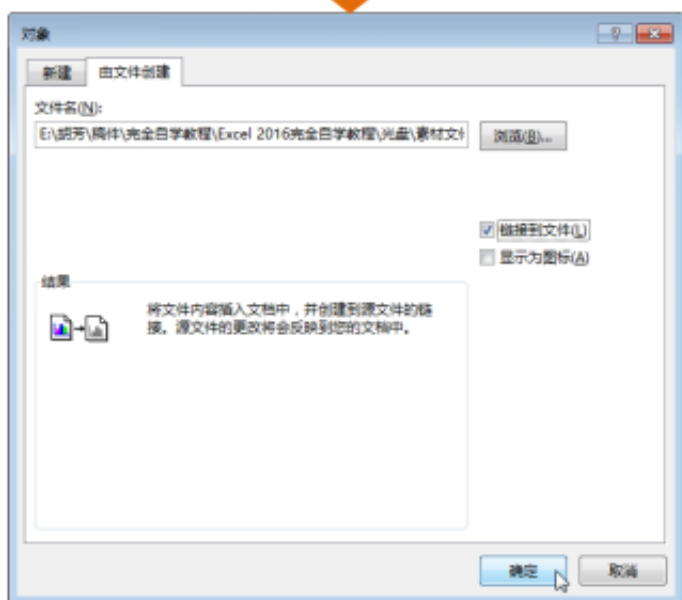 对象
新建
由文件创建
文件名(N):
E:\胡芳\稿件\完全自学教程\Excel 2016完全自学教程\光盘\素材文件
浏览(B)...
链接到文件(L)
显示为图标(A)
结果
将文件内容插入文档中，并创建到源文件的链
接。源文件的更改将会反映到您的文档中。
确定
取消